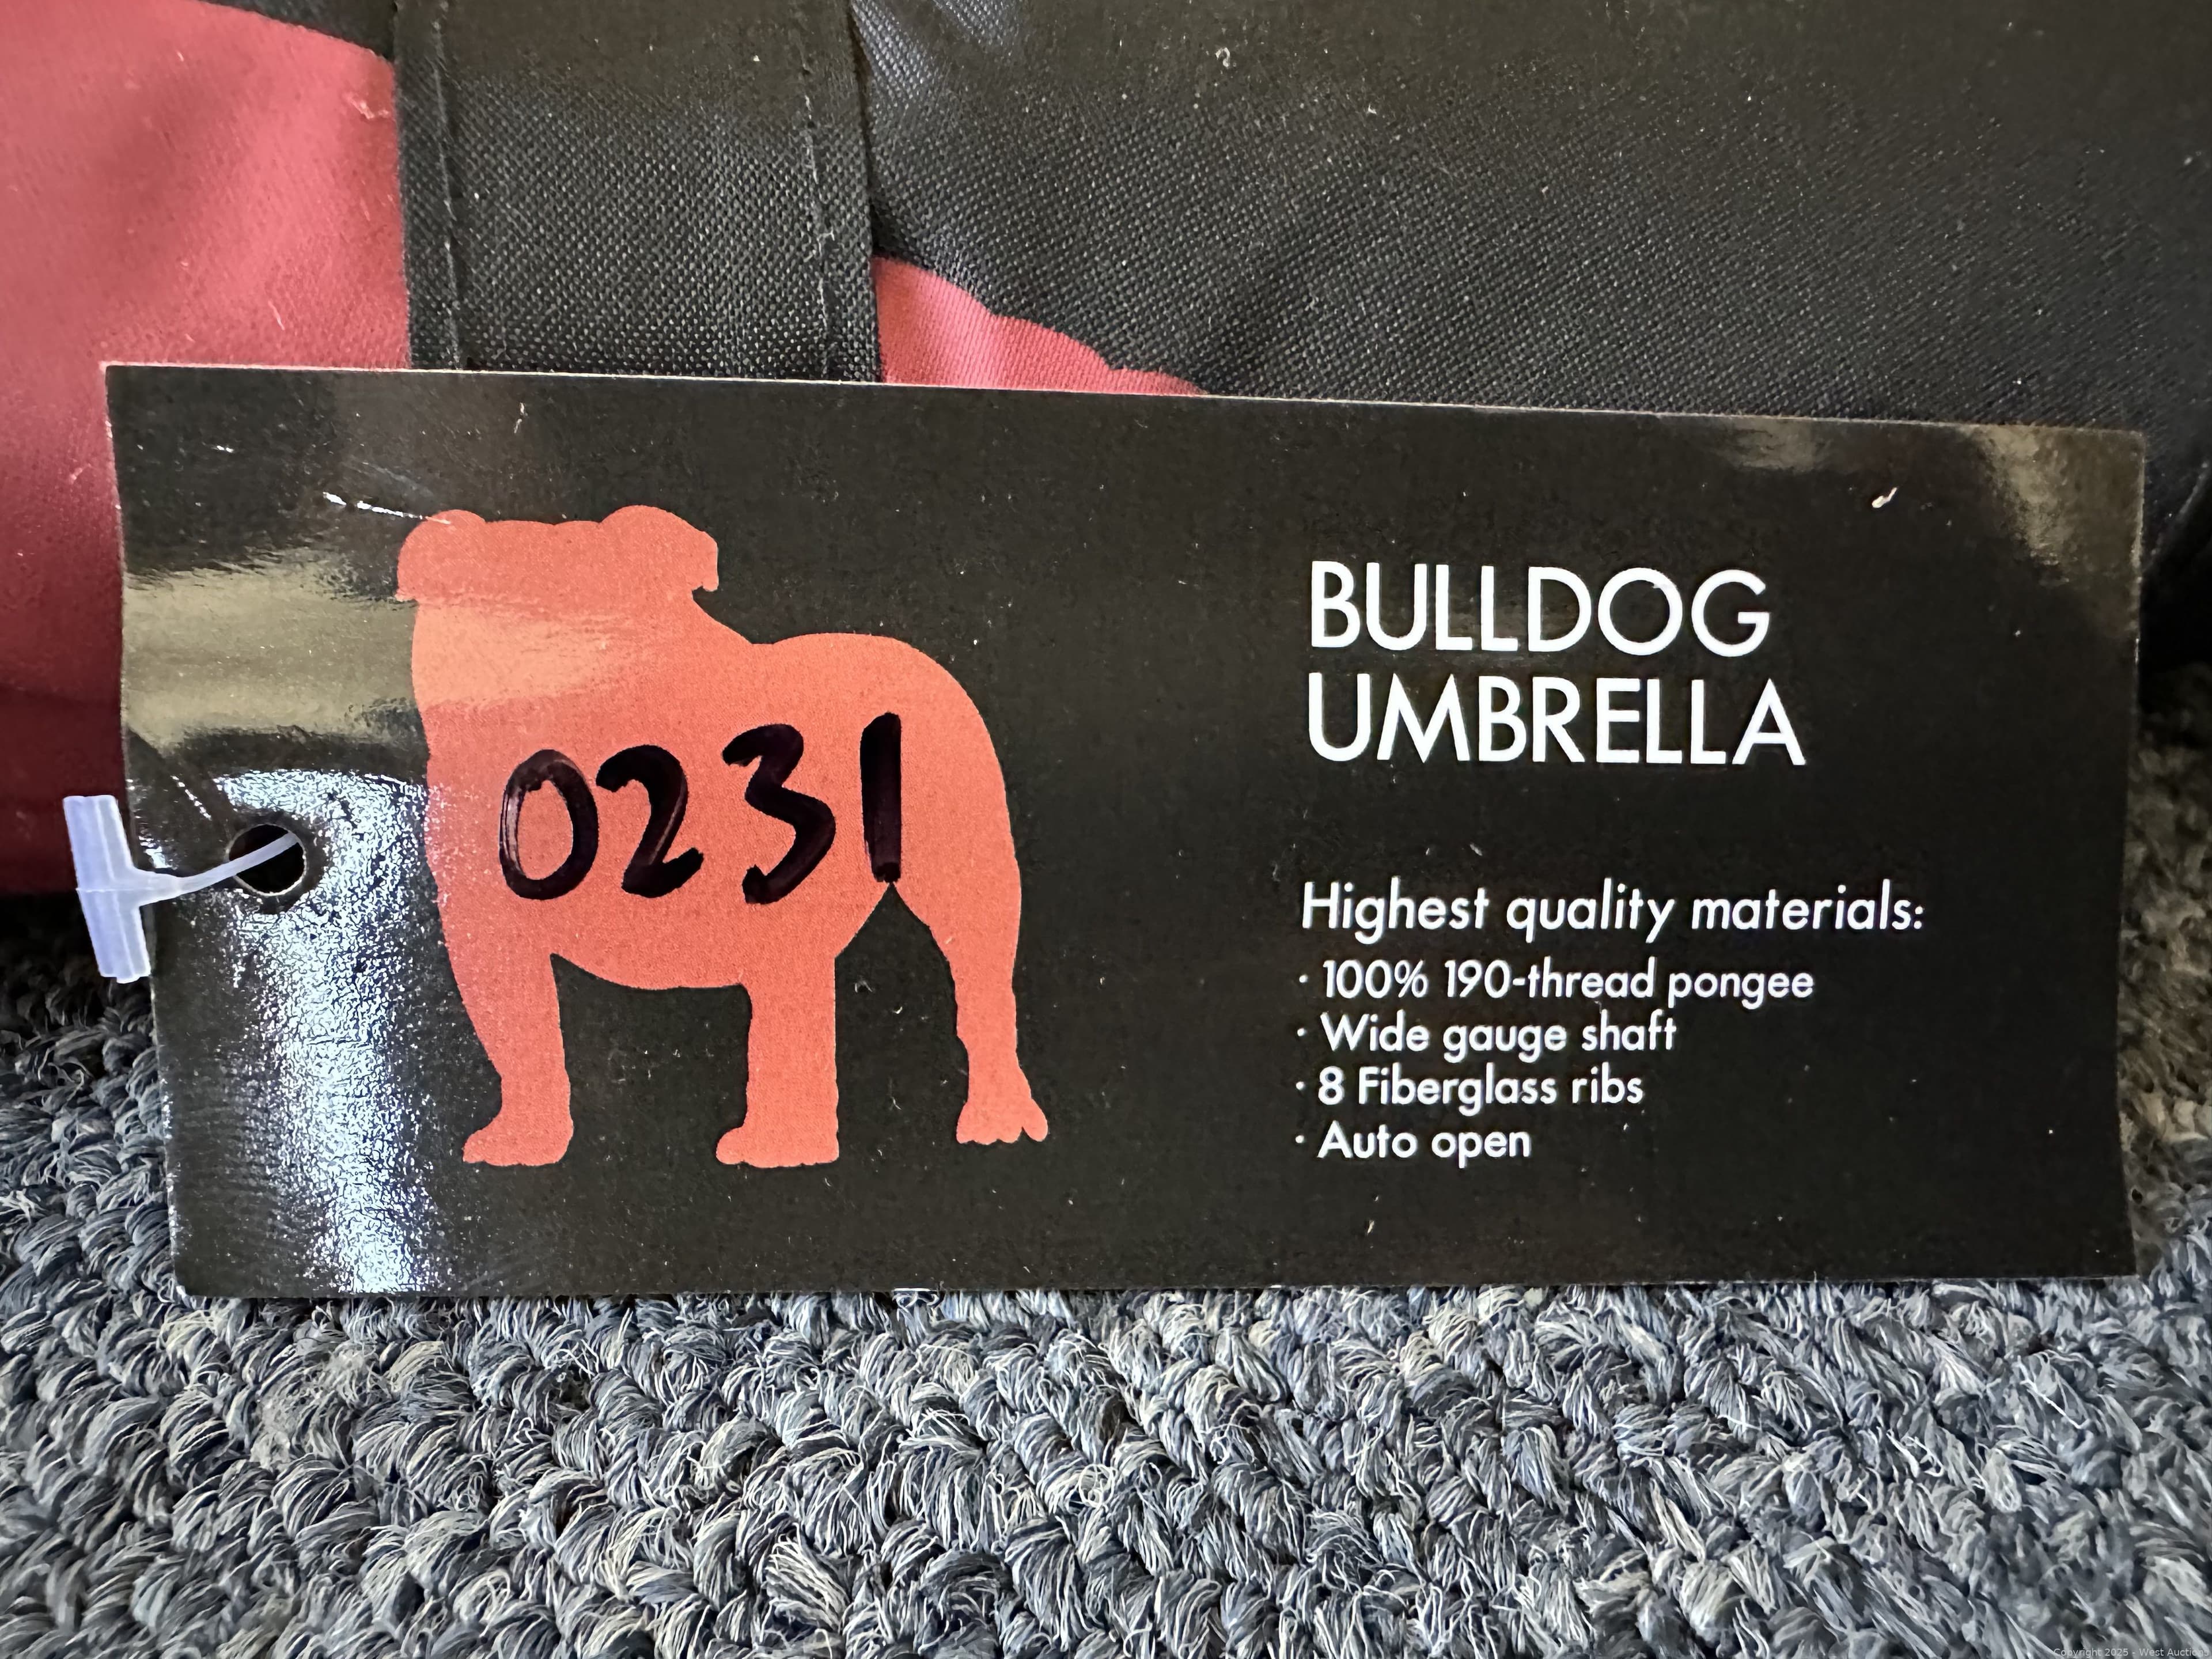 0231
BULLDOG
UMBRELLA
Highest quality materials:
· 100% 190-thread pongee
· Wide gauge shaft
· 8 Fiberglass ribs
· Auto open
Copyright 2025 - West Auctions